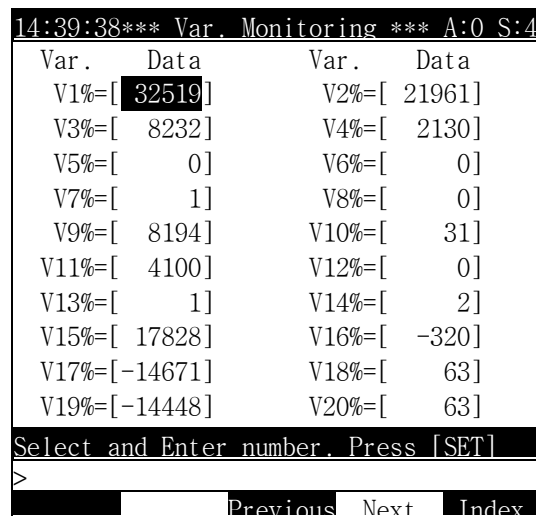 14:39:38*** Var. Monitoring *** A:0 S:4
Var. Data Var. Data
V1%=[ 32519] V2%=[ 21961]
V3%=[ 8232] V4%=[ 2130]
V5%=[ 0] V6%=[ 0]
V7%=[ 1] V8%=[ 0]
V9%=[ 8194] V10%=[ 31]
V11%=[ 4100] V12%=[ 0]
V13%=[ 1] V14%=[ 2]
V15%=[ 17828] V16%=[ -320]
V17%=[-14671] V18%=[ 63]
V19%=[-14448] V20%=[ 63]
Select and Enter number. Press [SET]
>
Previous Next Index